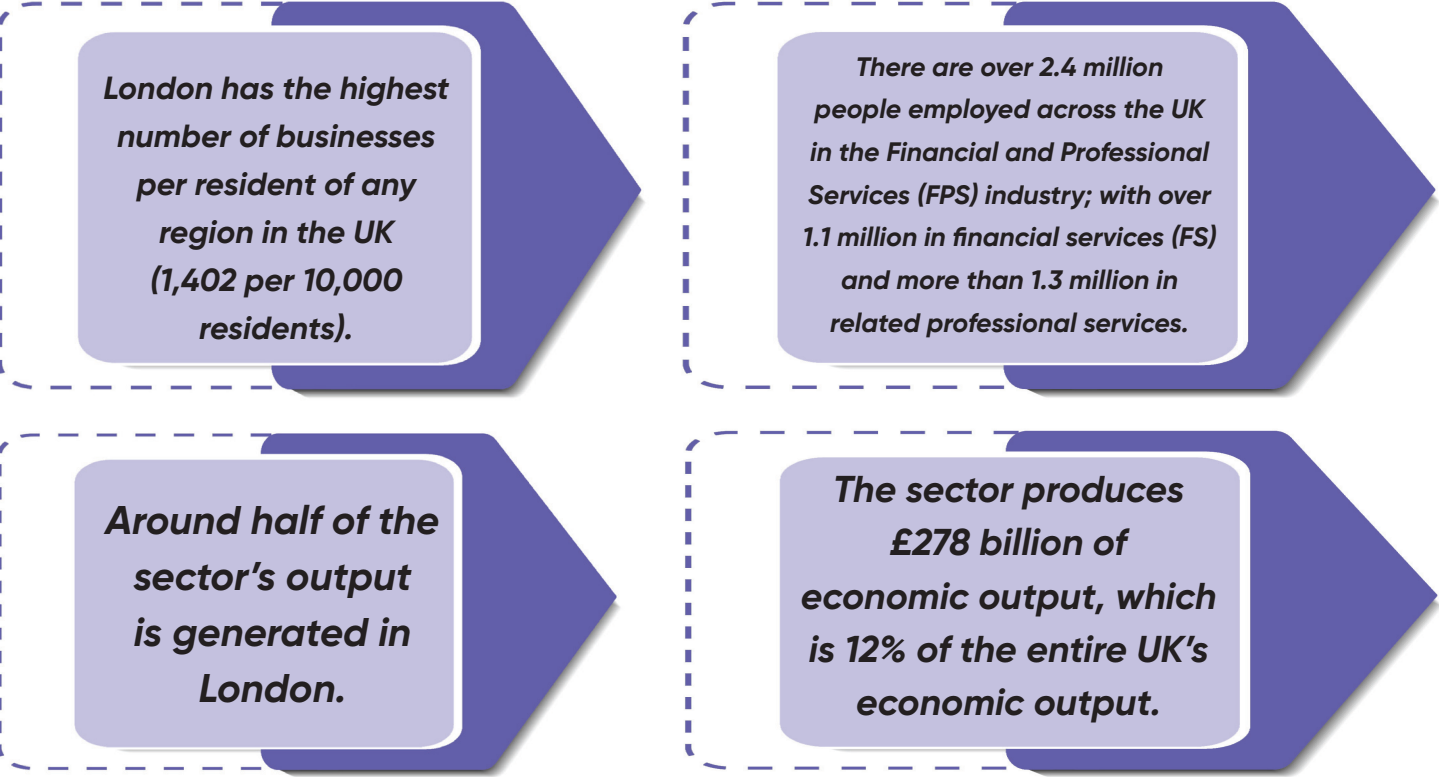 London has the highest
number of businesses
per resident of any
region in the UK
(1,402 per 10,000
residents).
There are over 2.4 million
people employed across the UK
in the Financial and Professional
Services (FPS) industry; with over
1.1 million in financial services (FS)
and more than 1.3 million in
related professional services.
Around half of the
sector’s output
is generated in
London.
The sector produces
£278 billion of
economic output, which
is 12% of the entire UK’s
economic output.